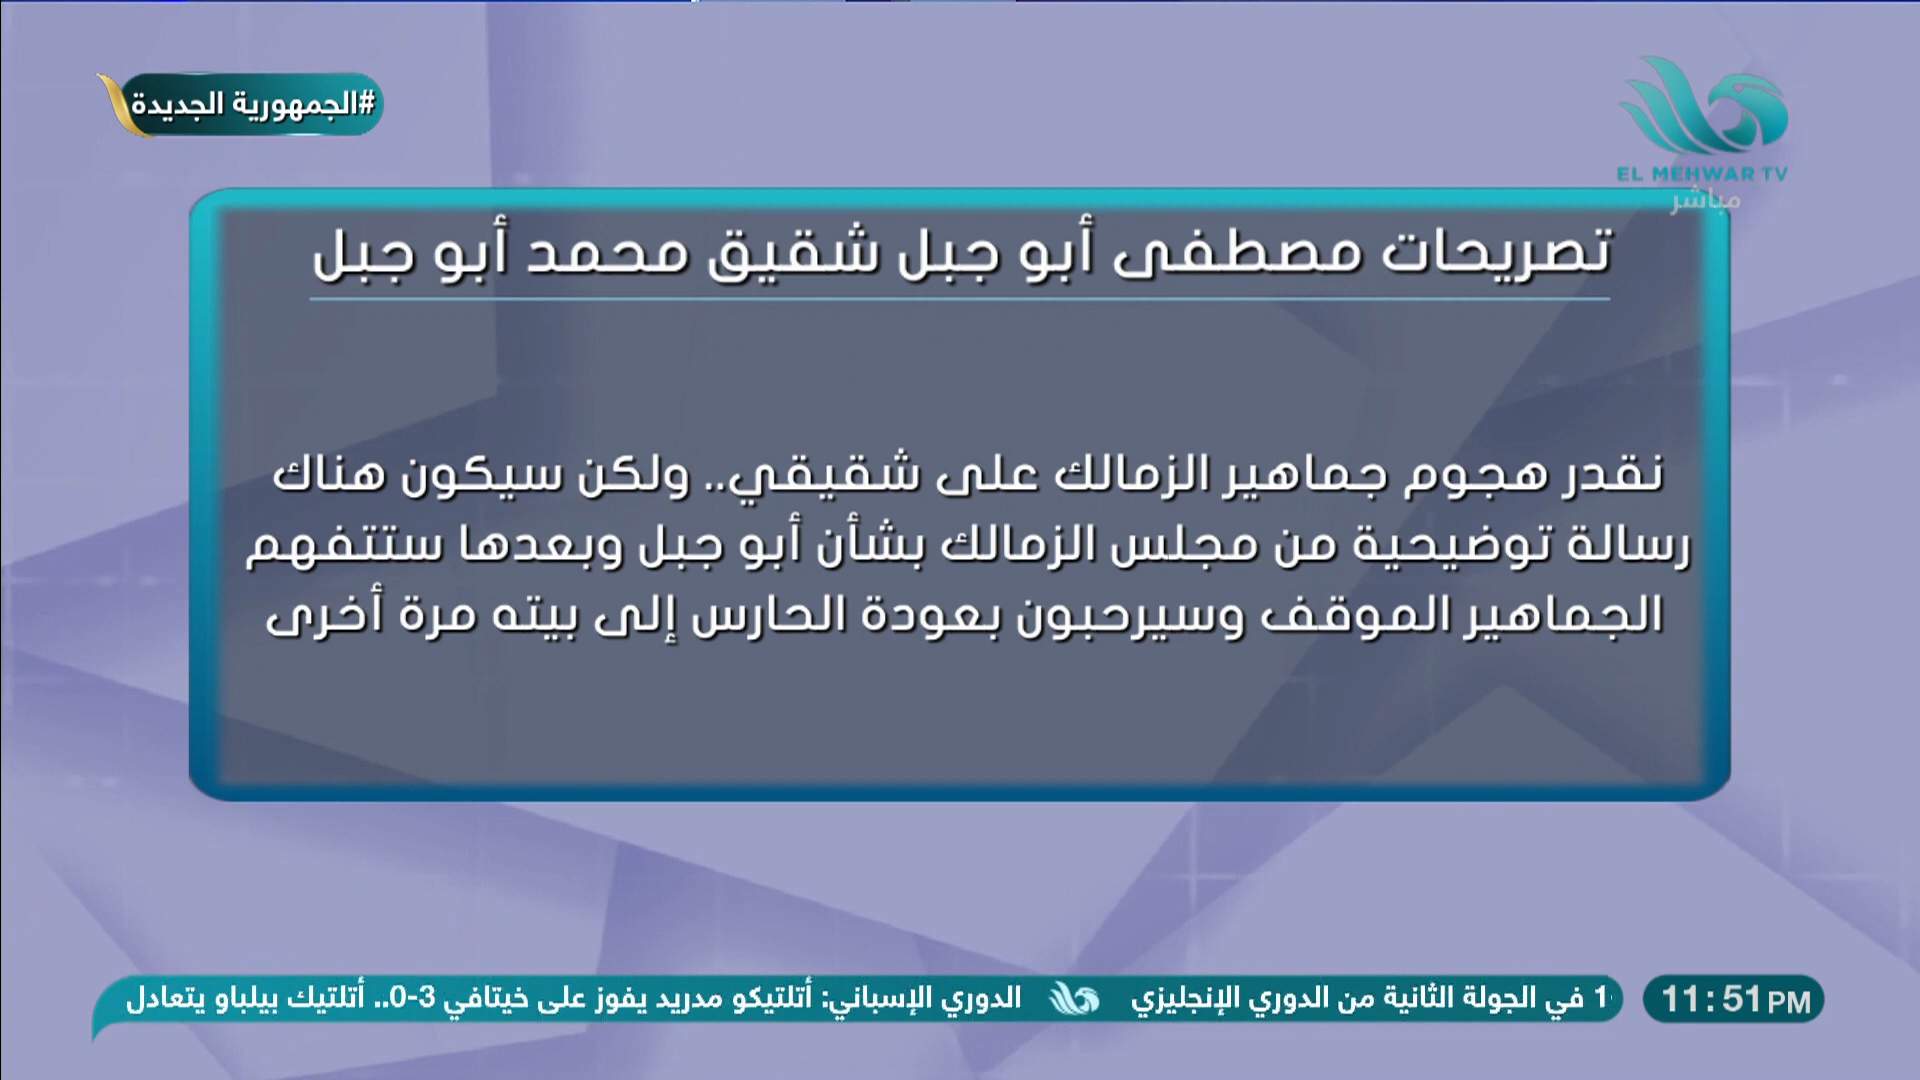 #الجمهورية الجديدة
EL MEHWAR TV
مباشر
تصريحات مصطفى أبو جبل شقيق محمد أبو جبل
نقدر هجوم جماهير الزمالك على شقيقي.. ولكن سيكون هناك
رسالة توضيحية من مجلس الزمالك بشأن أبو جبل وبعدها ستتفهم
الجماهير الموقف وسيرحبون بعودة الحارس إلى بيته مرة أخرى
1 في الجولة الثانية من الدوري الإنجليزي الدوري الإسباني: أتلتيكو مدريد يفوز على خيتافي 3-0.. أتلتيك بيلباو يتعادل
11:51PM